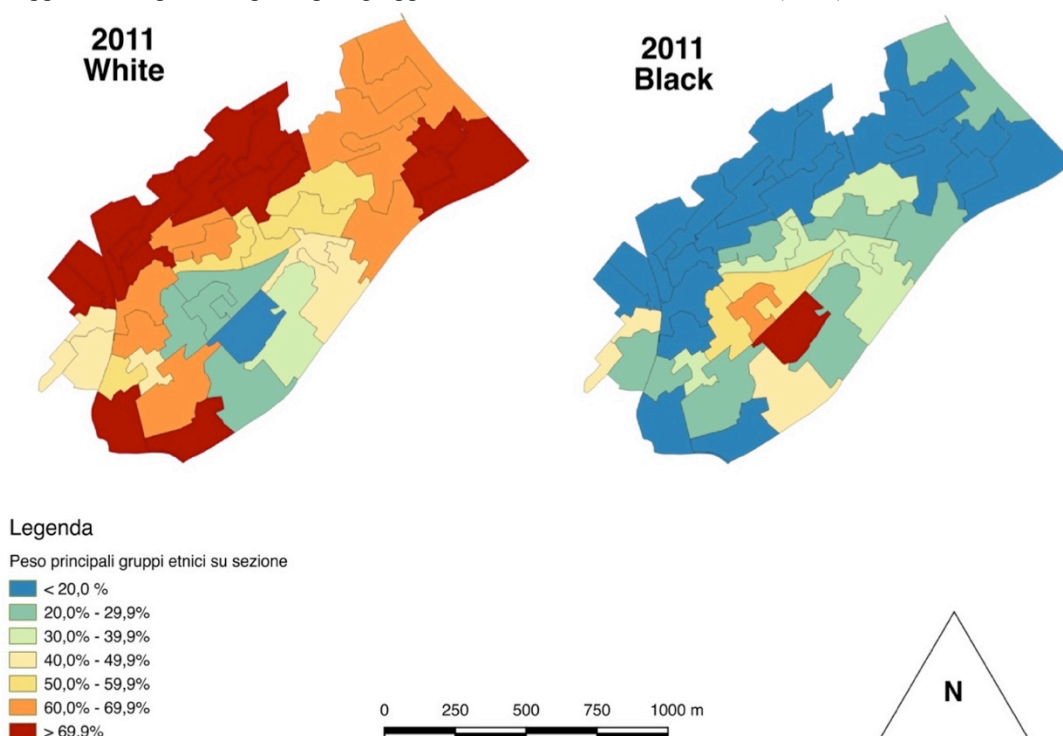 2011
White
2011
Black
Legenda
Peso principali gruppi etnici su sezione
< 20,0 %
20,0% - 29,9%
30,0% - 39,9%
40,0% - 49,9%
50,0% - 59,9%
60,0% - 69,9%
> 69,9%
0 250 500 750 1000 m
N